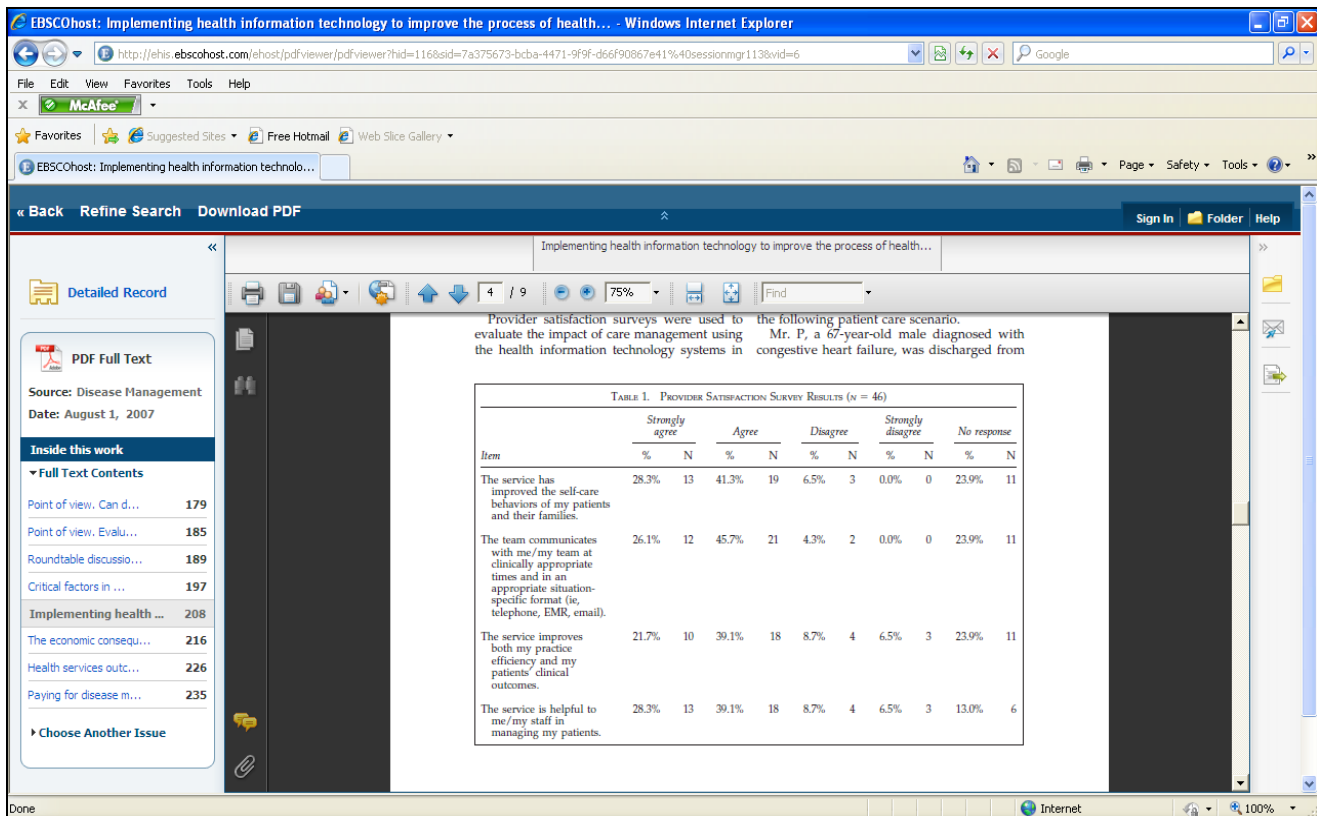 EBSCOhost: Implementing health information technology to improve the process of health... - Windows Internet Explorer
http://ehis.ebscohost.com/ehost/pdfviewer/pdfviewer?hid=116&sid=7a375673-bcba-4471-9f9f-d66f90867e41%40sessionmgr113&vid=6
Google
File Edit View Favorites Tools Help
X McAfee
Favorites Suggested Sites Free Hotmail Web Slice Gallery
EBSCOhost: Implementing health information technolo...
Page Safety Tools »
« Back Refine Search Download PDF
Sign In Folder Help
«
Implementing health information technology to improve the process of health...
»
Detailed Record
4 / 9 75% Find
PDF Full Text
Source: Disease Management
Date: August 1, 2007
Inside this work
Full Text Contents
Point of view. Can d... 179
Point of view. Evalu... 185
Roundtable discussio... 189
Critical factors in ... 197
Implementing health ... 208
The economic consequ... 216
Health services outc... 226
Paying for disease m... 235
Choose Another Issue
Provider satisfaction surveys were used to
evaluate the impact of care management using
the health information technology systems in
the following patient care scenario.
Mr. P, a 67-year-old male diagnosed with
congestive heart failure, was discharged from
TABLE 1. PROVIDER SATISFACTION SURVEY RESULTS (N = 46)
Strongly agree Agree Disagree Strongly disagree No response
Item % N % N % N % N % N
The service has 28.3% 13 41.3% 19 6.5% 3 0.0% 0 23.9% 11
improved the self-care
behaviors of my patients
and their families.
The team communicates 26.1% 12 45.7% 21 4.3% 2 0.0% 0 23.9% 11
with me/my team at
clinically appropriate
times and in an
appropriate situation-
specific format (ie,
telephone, EMR, email).
The service improves 21.7% 10 39.1% 18 8.7% 4 6.5% 3 23.9% 11
both my practice
efficiency and my
patients' clinical
outcomes.
The service is helpful to 28.3% 13 39.1% 18 8.7% 4 6.5% 3 13.0% 6
me/my staff in
managing my patients.
Done
Internet
100%